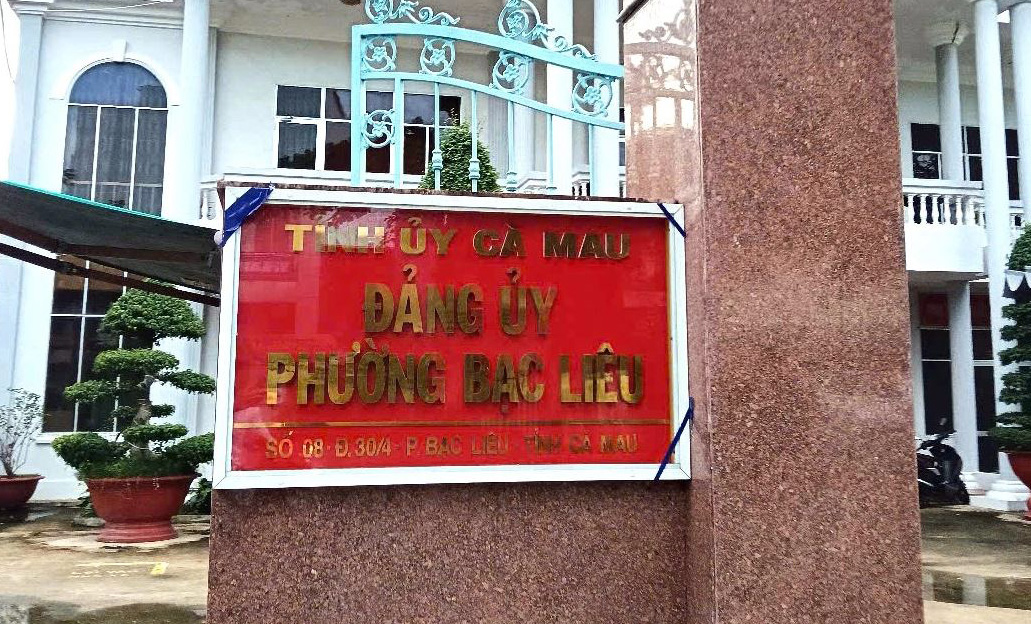 TỈNH ỦY CÀ MAU
ĐẢNG ỦY
PHƯỜNG BẠC LIÊU
SỐ 08 - Đ. 30/4 - P. BẠC LIÊU - TỈNH CÀ MAU